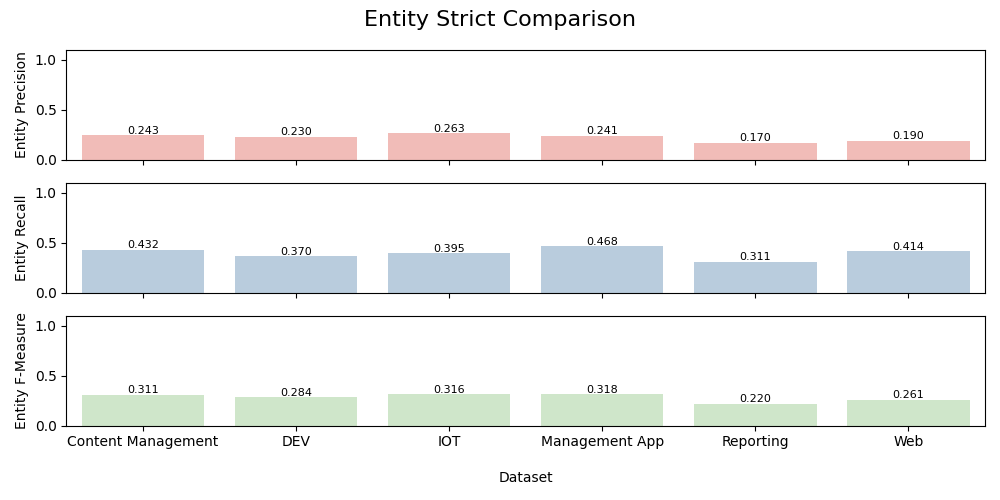 Entity Strict Comparison
Entity Precision
1.0
0.5
0.0
0.243 0.230 0.263 0.241 0.170 0.190
Entity Recall
1.0
0.5
0.0
0.432 0.370 0.395 0.468 0.311 0.414
Entity F-Measure
1.0
0.5
0.0
0.311 0.284 0.316 0.318 0.220 0.261
Content Management DEV IOT Management App Reporting Web
Dataset